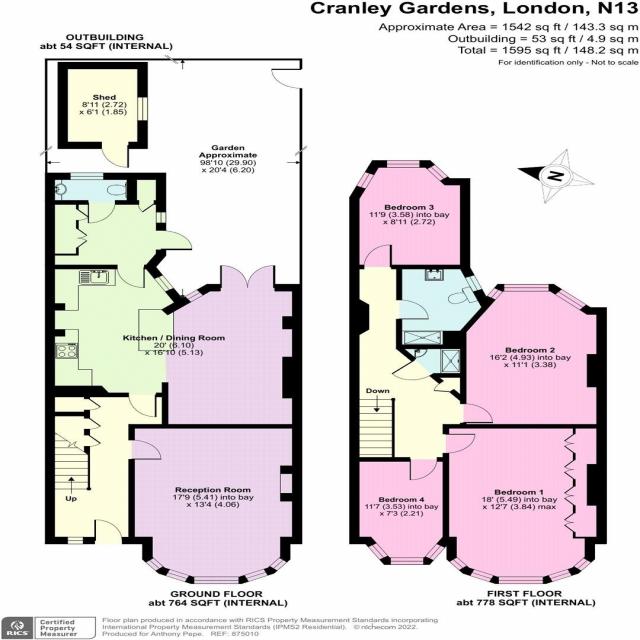 Cranley Gardens, London, N13
Approximate Area = 1542 sq ft / 143.3 sq m
Outbuilding = 53 sq ft / 4.9 sq m
Total = 1595 sq ft / 148.2 sq m
For identification only - Not to scale
OUTBUILDING
abt 54 SQFT (INTERNAL)
Shed
8'11 (2.72)
x 6'1 (1.85)
Garden
Approximate
98'10 (29.90)
x 20'4 (6.20)
N
Bedroom 3
11'9 (3.58) into bay
x 8'11 (2.72)
Kitchen / Dining Room
20' (6.10)
x 16'10 (5.13)
Bedroom 2
16'2 (4.93) into bay
x 11'1 (3.38)
Down
Up
Reception Room
17'9 (5.41) into bay
x 13'4 (4.06)
Bedroom 4
11'7 (3.53) into bay
x 7'3 (2.21)
Bedroom 1
18' (5.49) into bay
x 12'7 (3.84) max
GROUND FLOOR
abt 764 SQFT (INTERNAL)
FIRST FLOOR
abt 778 SQFT (INTERNAL)
RICS
Certified
Property
Measurer
Floor plan produced in accordance with RICS Property Measurement Standards incorporating
International Property Measurement Standards (IPMS2 Residential). © nichecom 2022.
Produced for Anthony Pepe. REF: 875010